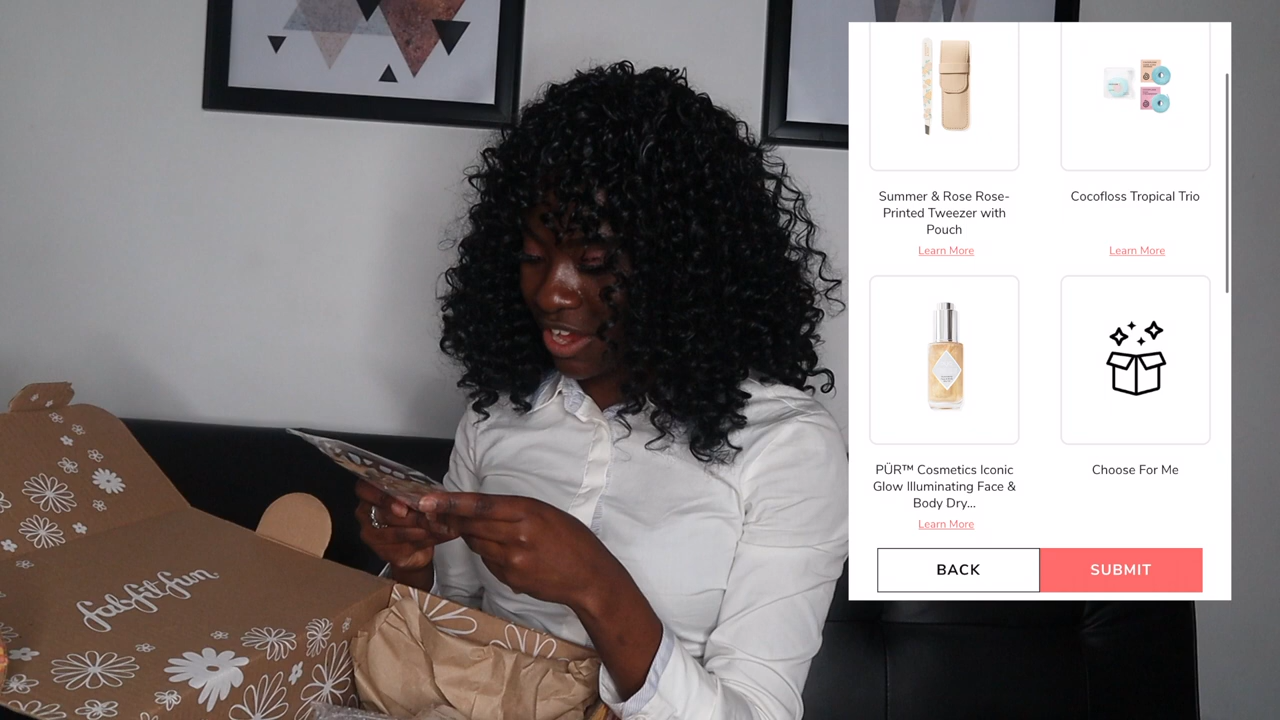 fabfitfun
Summer & Rose Rose-
Printed Tweezer with
Pouch
Learn More
Cocofloss Tropical Trio
Learn More
PÜR™ Cosmetics Iconic
Glow Illuminating Face &
Body Dry...
Learn More
Choose For Me
BACK
SUBMIT